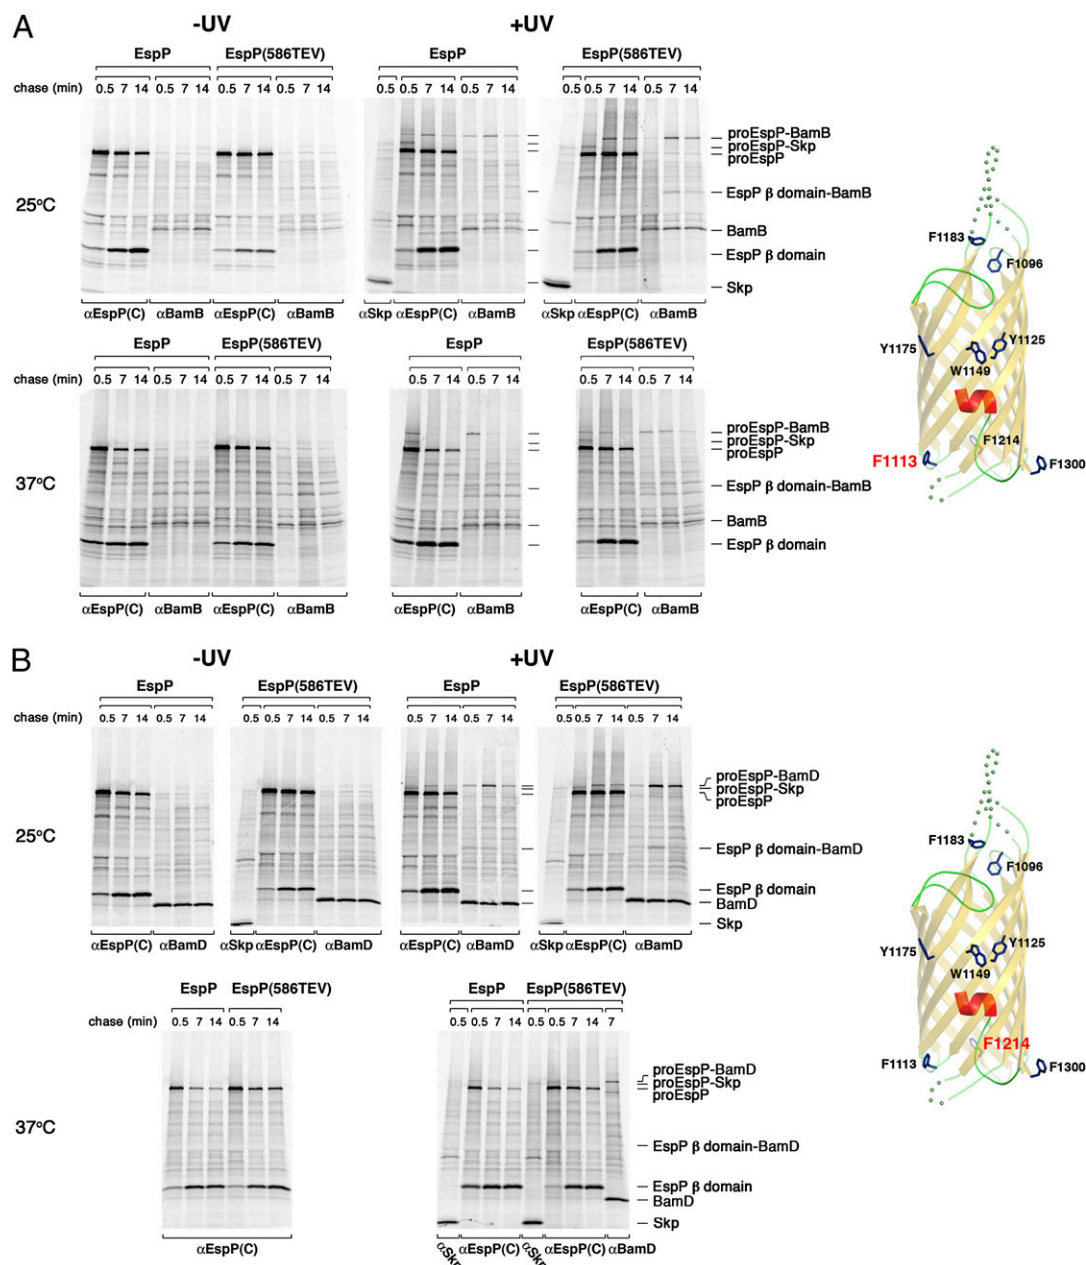 A
-UV
+UV
EspP
EspP(586TEV)
EspP
EspP(586TEV)
chase (min)
0.5 7 14 0.5 7 14 0.5 7 14 0.5 7 14
0.5 0.5 7 14 0.5 7 14
0.5 0.5 7 14 0.5 7 14
25ºC
proEspP-BamB
proEspP-Skp
proEspP
EspP β domain-BamB
BamB
EspP β domain
Skp
αEspP(C) αBamB αEspP(C) αBamB
αSkp αEspP(C) αBamB
αSkp αEspP(C) αBamB
F1183
F1096
Y1175
Y1125
W1149
F1214
F1113
F1300
EspP
EspP(586TEV)
EspP
EspP(586TEV)
chase (min)
0.5 7 14 0.5 7 14 0.5 7 14 0.5 7 14
0.5 7 14 0.5 7 14
0.5 7 14 0.5 7 14
37ºC
proEspP-BamB
proEspP-Skp
proEspP
EspP β domain-BamB
BamB
EspP β domain
αEspP(C) αBamB αEspP(C) αBamB
αEspP(C) αBamB
αEspP(C) αBamB
B
-UV
+UV
EspP
EspP(586TEV)
EspP
EspP(586TEV)
chase (min)
0.5 7 14 0.5 7 14
0.5 0.5 7 14 0.5 7 14
0.5 7 14 0.5 7 14
0.5 0.5 7 14 0.5 7 14
25ºC
proEspP-BamD
proEspP-Skp
proEspP
EspP β domain-BamD
EspP β domain
BamD
Skp
αEspP(C) αBamD
αSkp αEspP(C) αBamD
αEspP(C) αBamD
αSkp αEspP(C) αBamD
F1183
F1096
Y1175
Y1125
W1149
F1214
F1113
F1300
EspP
EspP(586TEV)
EspP
EspP(586TEV)
chase (min)
0.5 7 14 0.5 7 14
0.5 0.5 7 14 0.5 0.5 7 14 7
37ºC
proEspP-BamD
proEspP-Skp
proEspP
EspP β domain-BamD
EspP β domain
BamD
Skp
αEspP(C)
αSkp αEspP(C) αSkp αEspP(C) αBamD